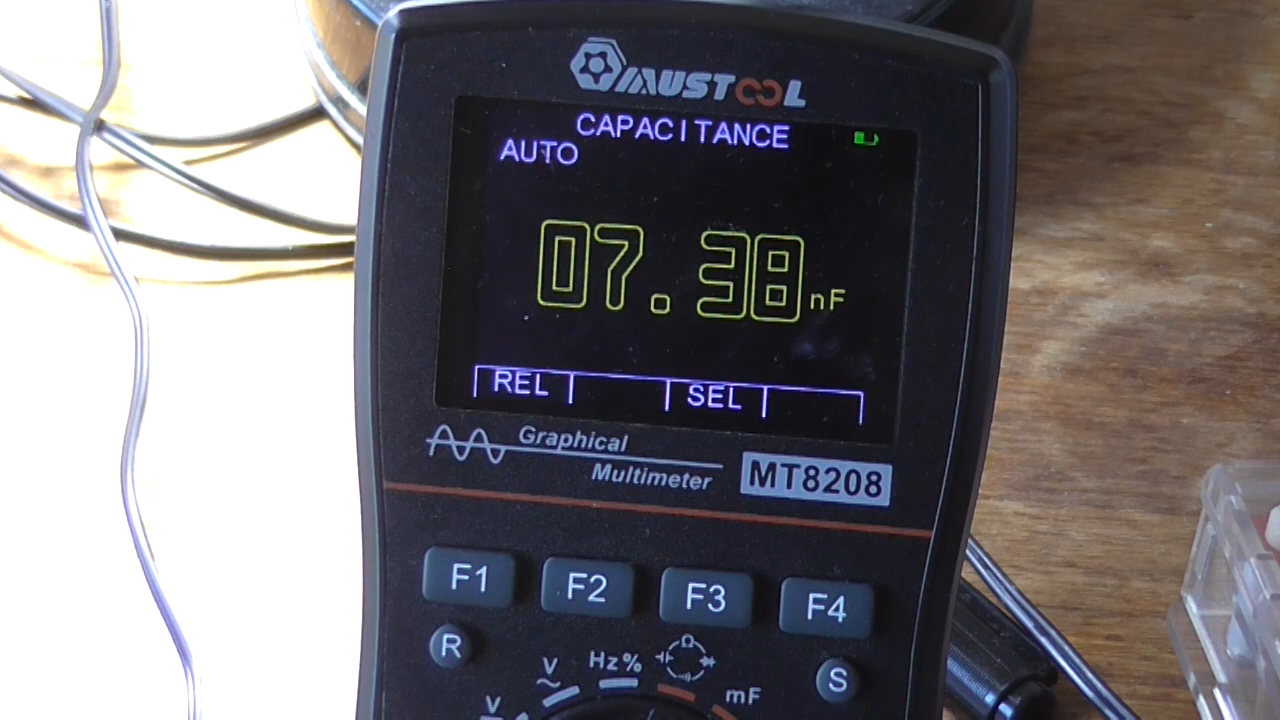 MUSTOOL
CAPACITANCE
AUTO
07.38 nF
REL SEL
Graphical
Multimeter
MT8208
F1 F2 F3 F4
R S
V Hz% Ω
V mF